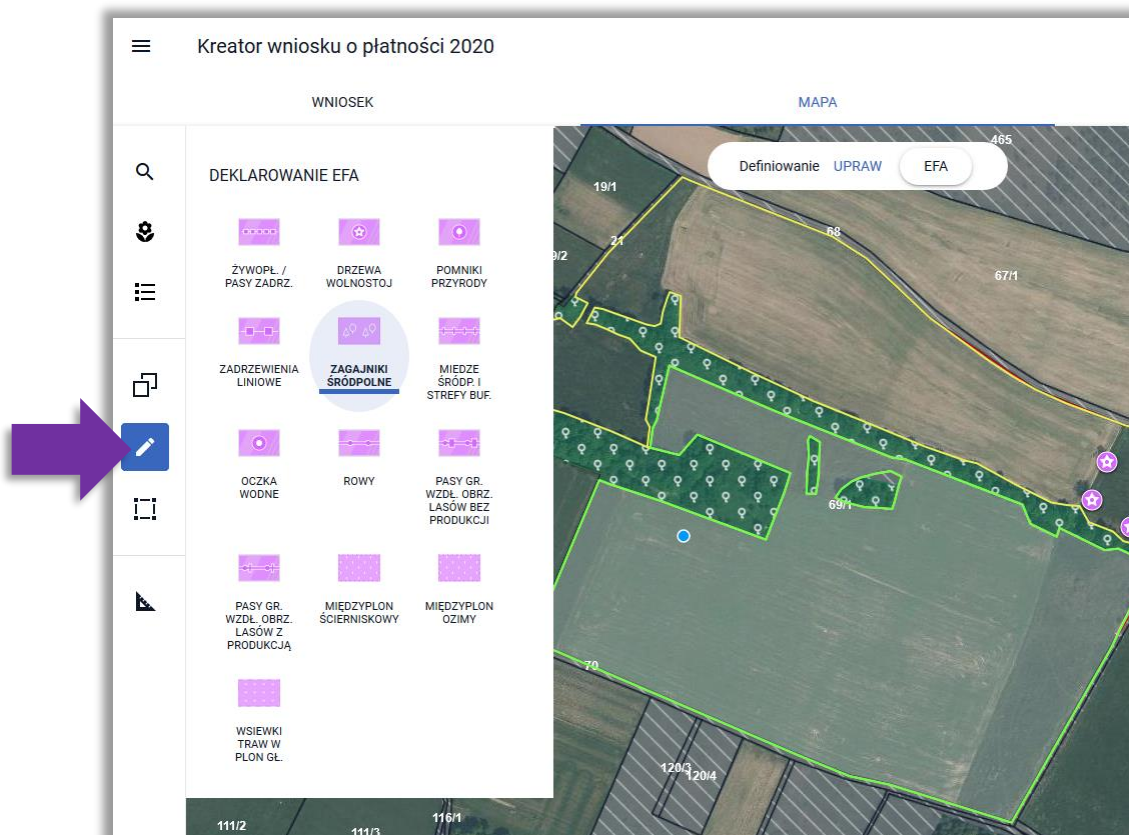 Kreator wniosku o płatności 2020
WNIOSEK
MAPA
DEKLAROWANIE EFA
Definiowanie UPRAW EFA
ŻYWOPŁ. /
PASY ZADRZ.
DRZEWA
WOLNOSTOJ
POMNIKI
PRZYRODY
ZADRZEWIENIA
LINIOWE
ZAGAJNIKI
ŚRÓDPOLNE
MIEDZE
ŚRÓDP. I
STREFY BUF.
OCZKA
WODNE
ROWY
PASY GR.
WZDŁ. OBRZ.
LASÓW BEZ
PRODUKCJI
PASY GR.
WZDŁ. OBRZ.
LASÓW Z
PRODUKCJĄ
MIĘDZYPLON
ŚCIERNISKOWY
MIĘDZYPLON
OZIMY
WSIEWKI
TRAW W
PLON GŁ.
465
19/1
21
9/2
68
67/1
69/1
70
120/3
120/4
116/1
111/2
111/3